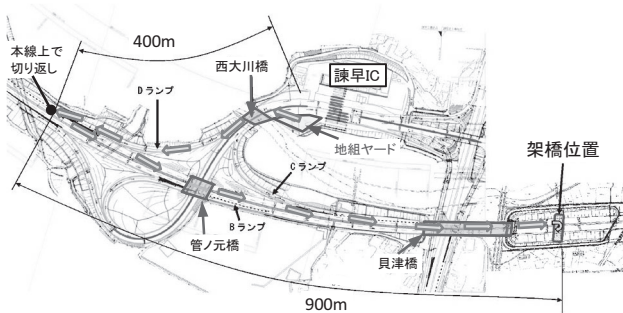 400m
本線上で
切り返し
西大川橋
諫早IC
Dランプ
地組ヤード
Cランプ
架橋位置
Bランプ
管ノ元橋
貝津橋
900m